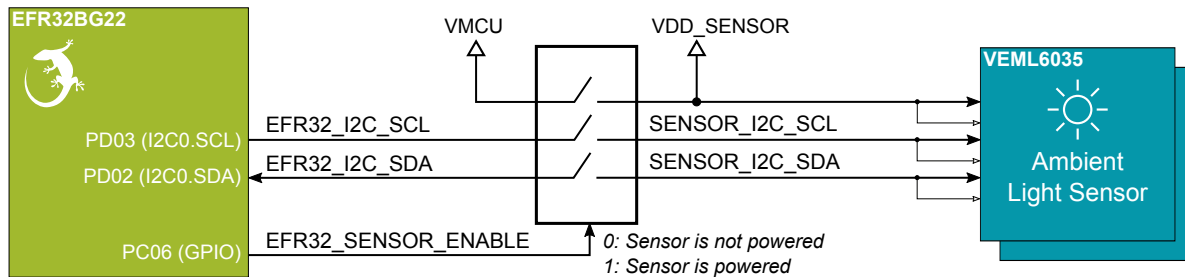 EFR32BG22
VMCU
VDD_SENSOR
VEML6035
PD03 (I2C0.SCL)
EFR32_I2C_SCL
SENSOR_I2C_SCL
PD02 (I2C0.SDA)
EFR32_I2C_SDA
SENSOR_I2C_SDA
Ambient
Light Sensor
PC06 (GPIO)
EFR32_SENSOR_ENABLE
0: Sensor is not powered
1: Sensor is powered